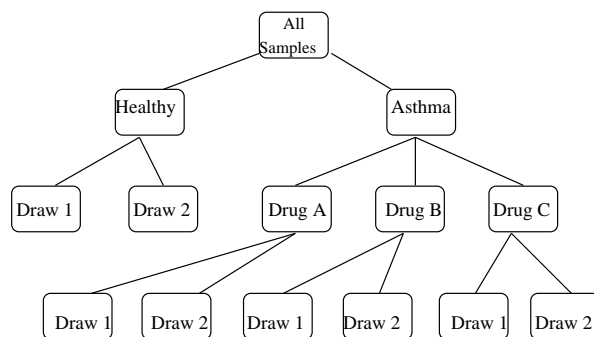 All
Samples
Healthy
Asthma
Draw 1
Draw 2
Drug A
Drug B
Drug C
Draw 1
Draw 2
Draw 1
Draw 2
Draw 1
Draw 2